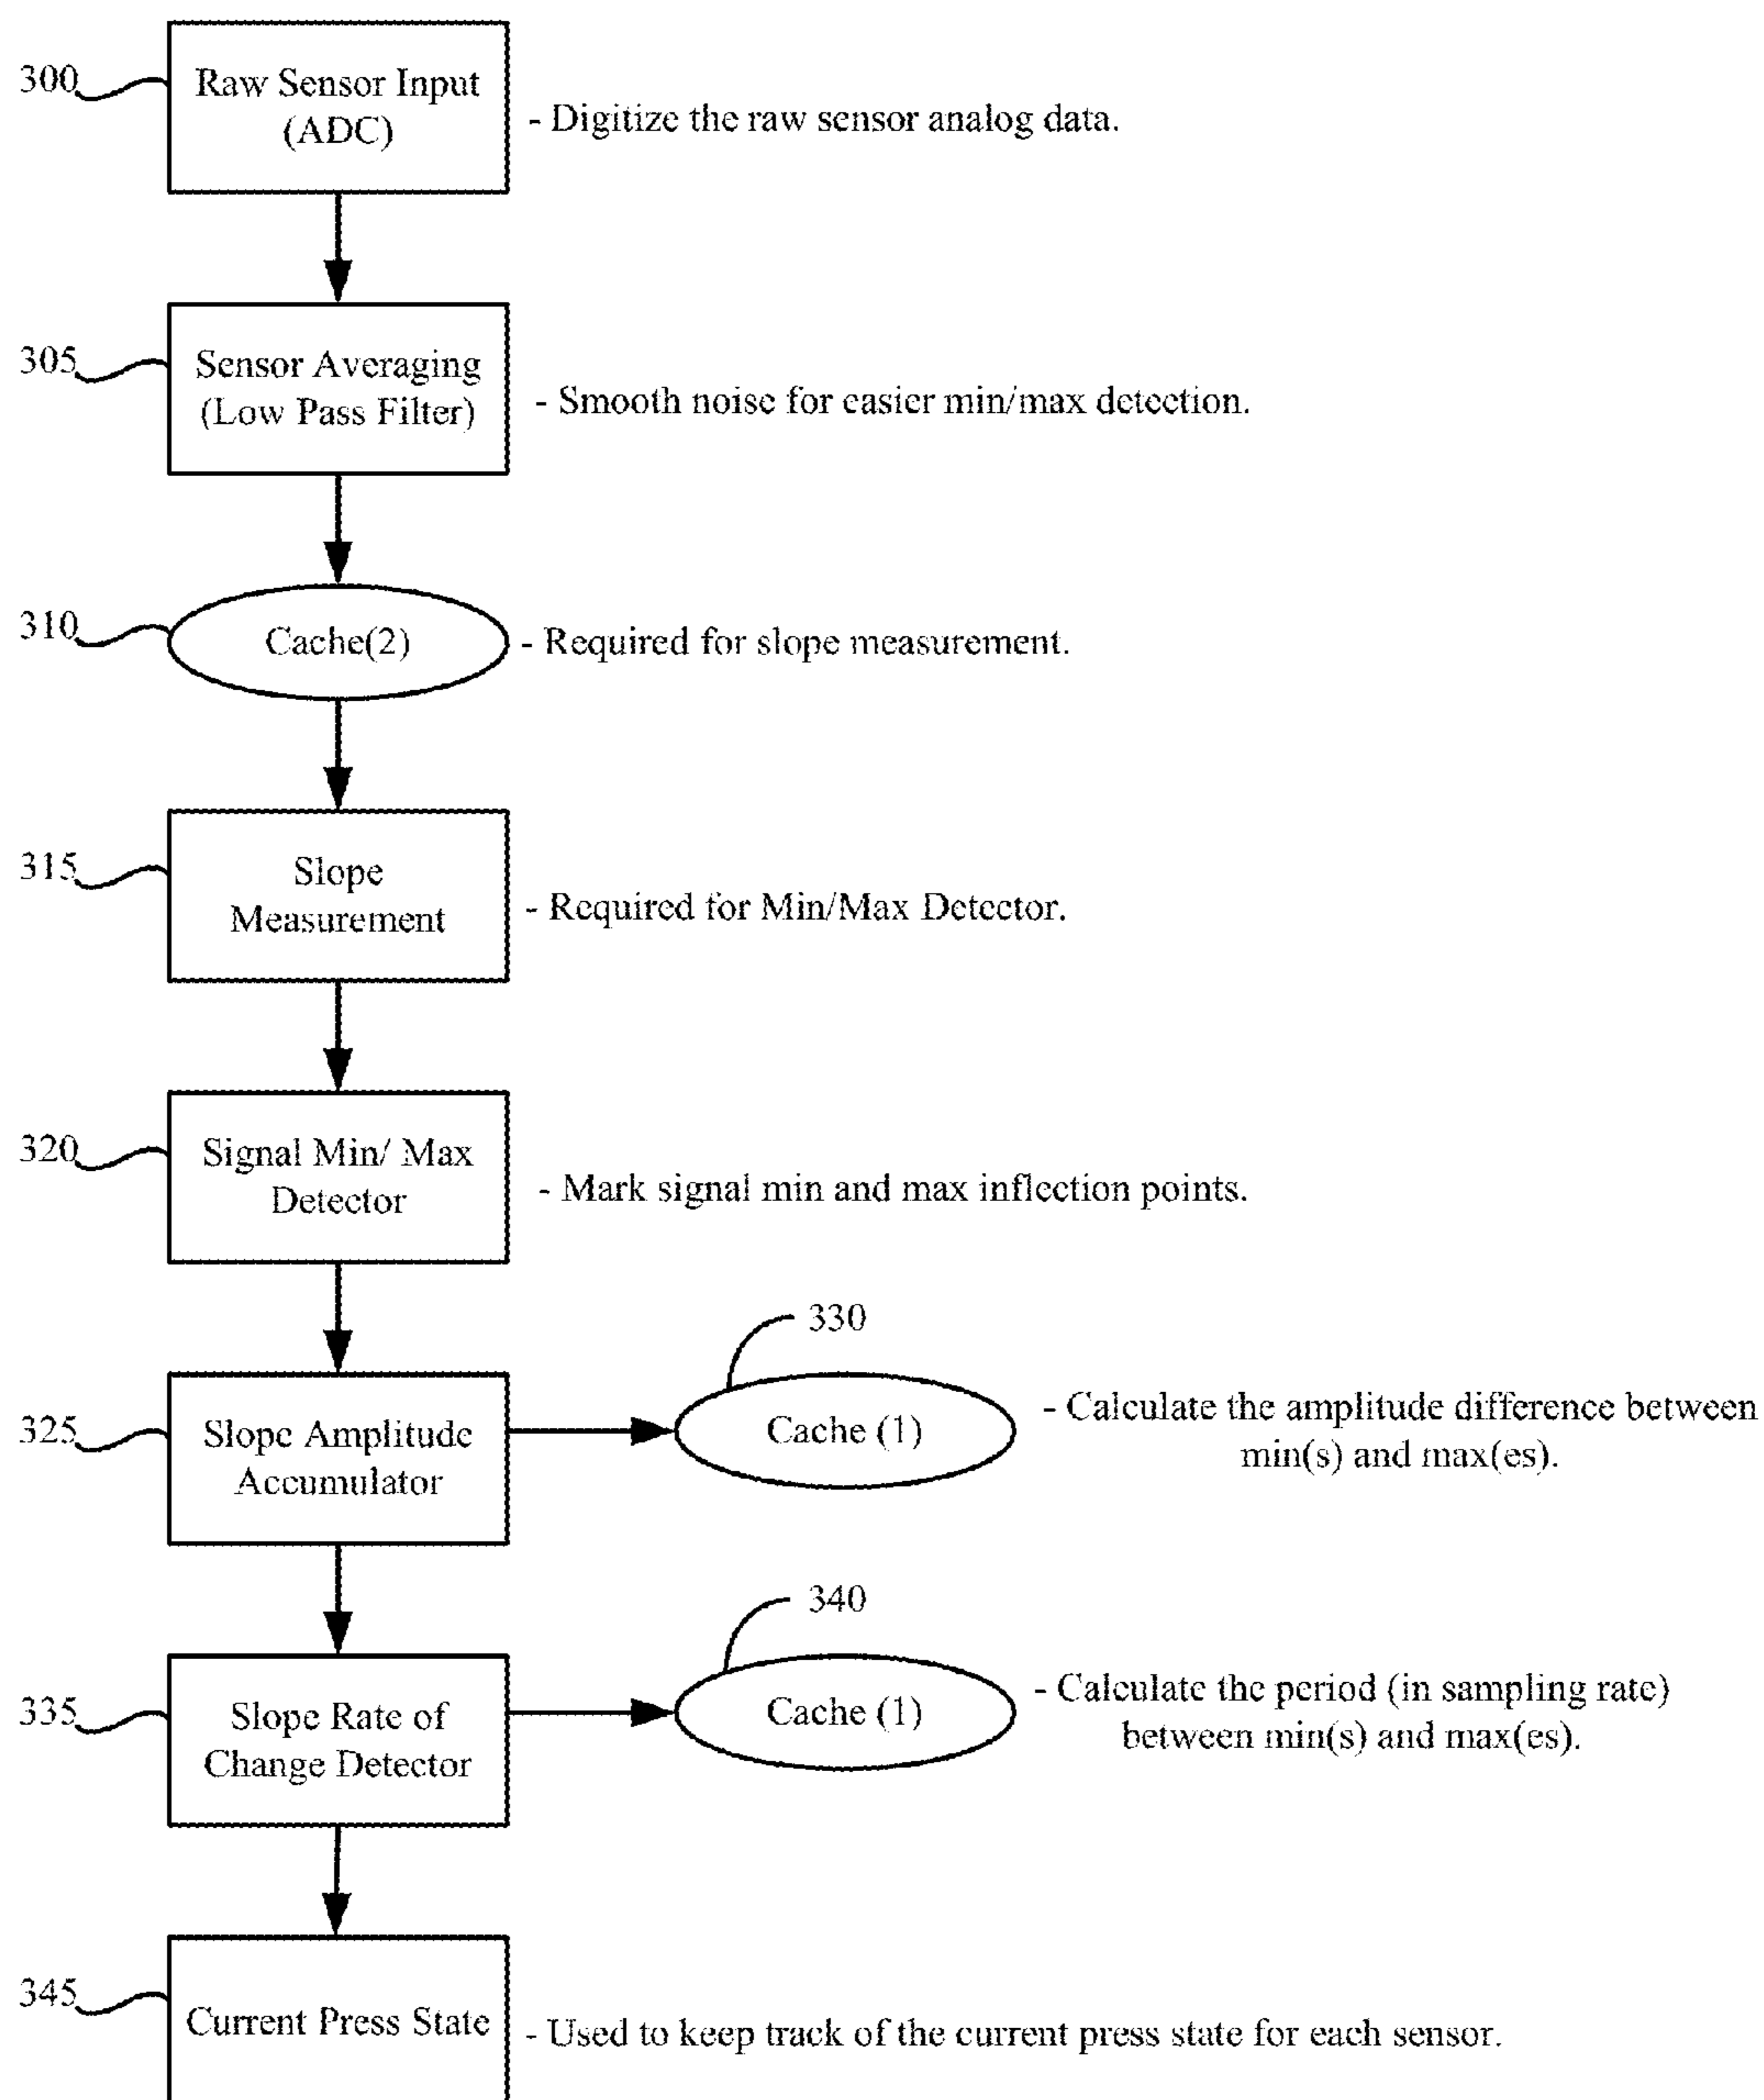 300
Raw Sensor Input
(ADC)
- Digitize the raw sensor analog data.
305
Sensor Averaging
(Low Pass Filter)
- Smooth noise for easier min/max detection.
310
Cache(2)
- Required for slope measurement.
315
Slope
Measurement
- Required for Min/Max Detector.
320
Signal Min/ Max
Detector
- Mark signal min and max inflection points.
330
325
Slope Amplitude
Accumulator
Cache (1)
- Calculate the amplitude difference between
min(s) and max(es).
340
335
Slope Rate of
Change Detector
Cache (1)
- Calculate the period (in sampling rate)
between min(s) and max(es).
345
Current Press State
- Used to keep track of the current press state for each sensor.